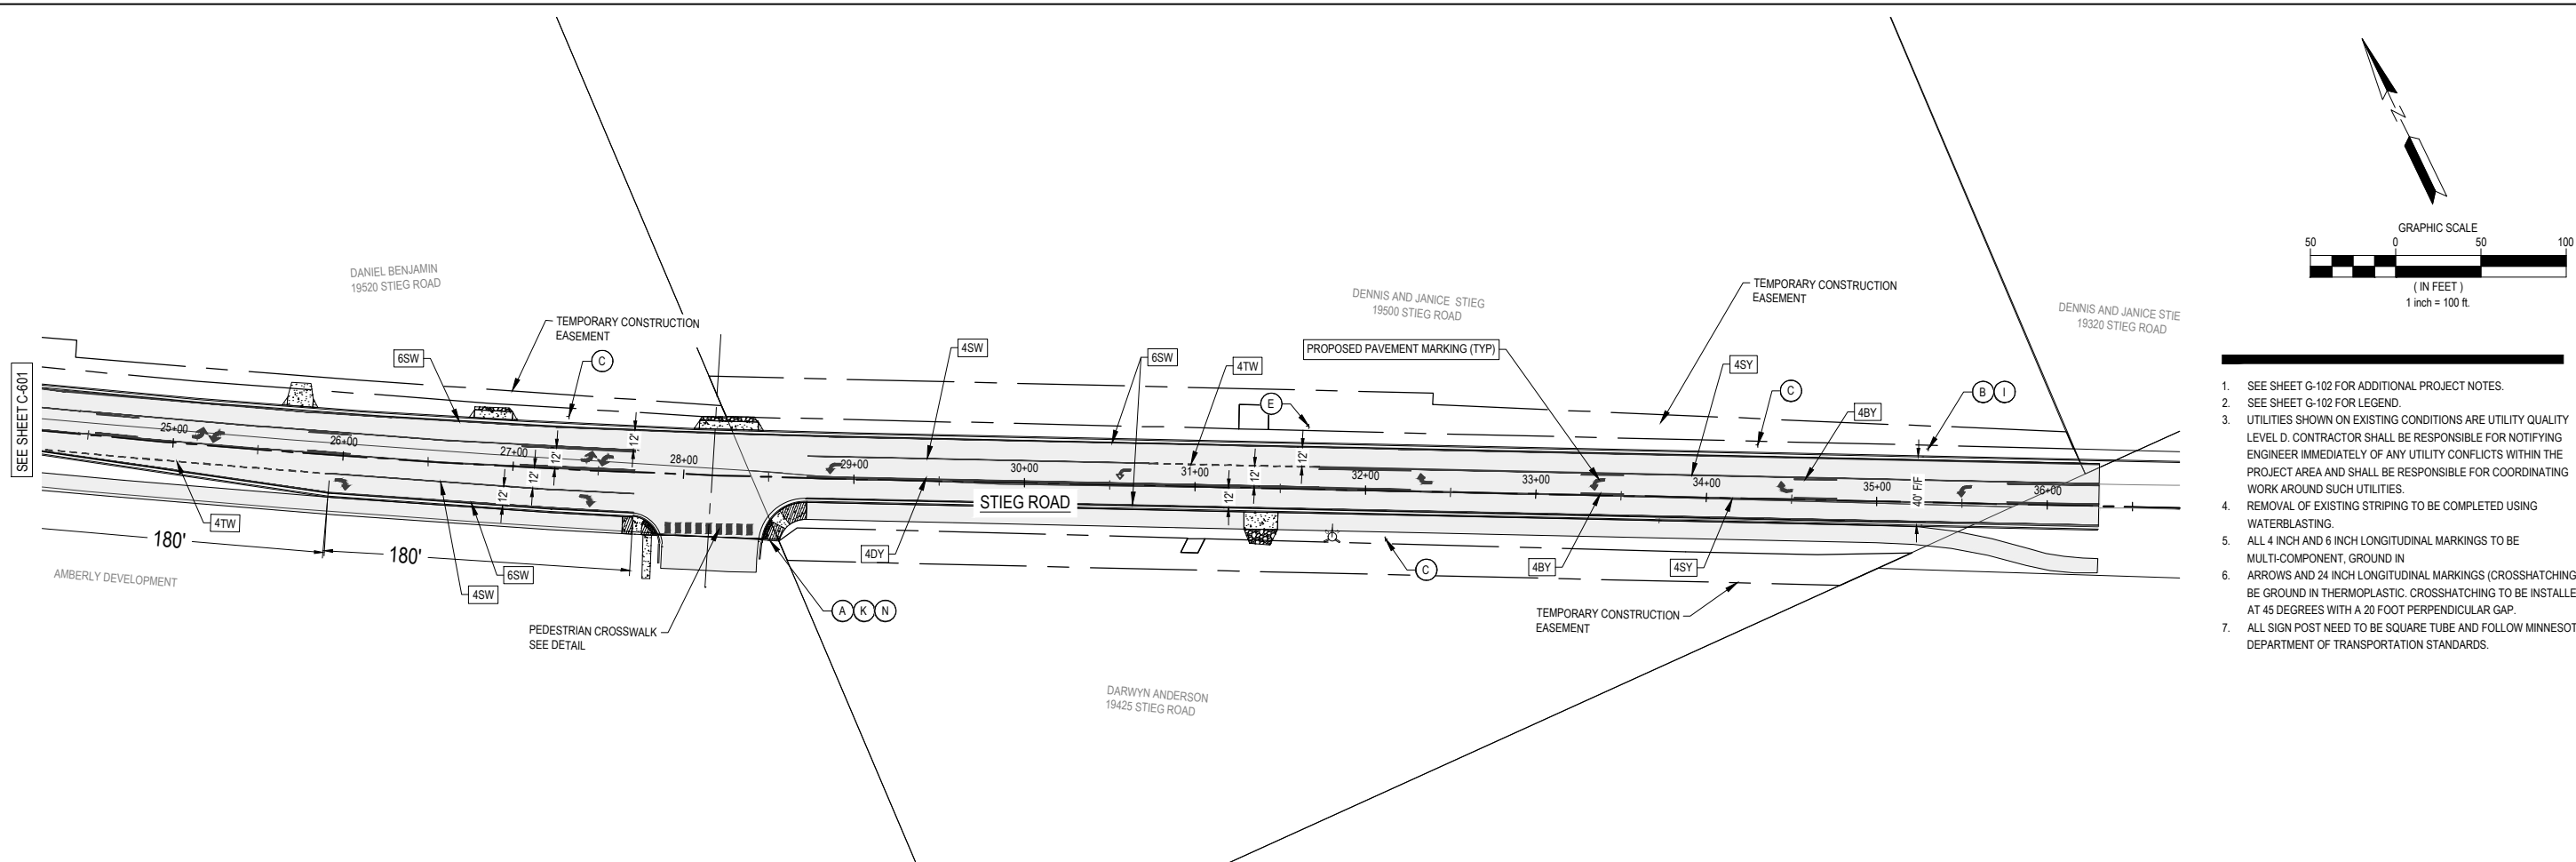 SEE SHEET C-601
DANIEL BENJAMIN
19520 STIEG ROAD
TEMPORARY CONSTRUCTION
EASEMENT
6SW
C
25+00
26+00
27+00
28+00
29+00
30+00
31+00
32+00
33+00
34+00
35+00
36+00
12'
12'
12'
12'
12'
12'
12'
40' F/F
4TW
180'
180'
AMBERLY DEVELOPMENT
4SW
6SW
PEDESTRIAN CROSSWALK
SEE DETAIL
A
K
N
4SW
4DY
STIEG ROAD
6SW
4TW
E
DENNIS AND JANICE STIEG
19500 STIEG ROAD
PROPOSED PAVEMENT MARKING (TYP)
TEMPORARY CONSTRUCTION
EASEMENT
4SY
C
4BY
B
I
DENNIS AND JANICE STIE
19320 STIEG ROAD
C
4BY
4SY
TEMPORARY CONSTRUCTION
EASEMENT
DARWYN ANDERSON
19425 STIEG ROAD
N
GRAPHIC SCALE
50 0 50 100
( IN FEET )
1 inch = 100 ft.
1. SEE SHEET G-102 FOR ADDITIONAL PROJECT NOTES.
2. SEE SHEET G-102 FOR LEGEND.
3. UTILITIES SHOWN ON EXISTING CONDITIONS ARE UTILITY QUALITY
LEVEL D. CONTRACTOR SHALL BE RESPONSIBLE FOR NOTIFYING
ENGINEER IMMEDIATELY OF ANY UTILITY CONFLICTS WITHIN THE
PROJECT AREA AND SHALL BE RESPONSIBLE FOR COORDINATING
WORK AROUND SUCH UTILITIES.
4. REMOVAL OF EXISTING STRIPING TO BE COMPLETED USING
WATERBLASTING.
5. ALL 4 INCH AND 6 INCH LONGITUDINAL MARKINGS TO BE
MULTI-COMPONENT, GROUND IN
6. ARROWS AND 24 INCH LONGITUDINAL MARKINGS (CROSSHATCHING
BE GROUND IN THERMOPLASTIC. CROSSHATCHING TO BE INSTALLE
AT 45 DEGREES WITH A 20 FOOT PERPENDICULAR GAP.
7. ALL SIGN POST NEED TO BE SQUARE TUBE AND FOLLOW MINNESOT
DEPARTMENT OF TRANSPORTATION STANDARDS.